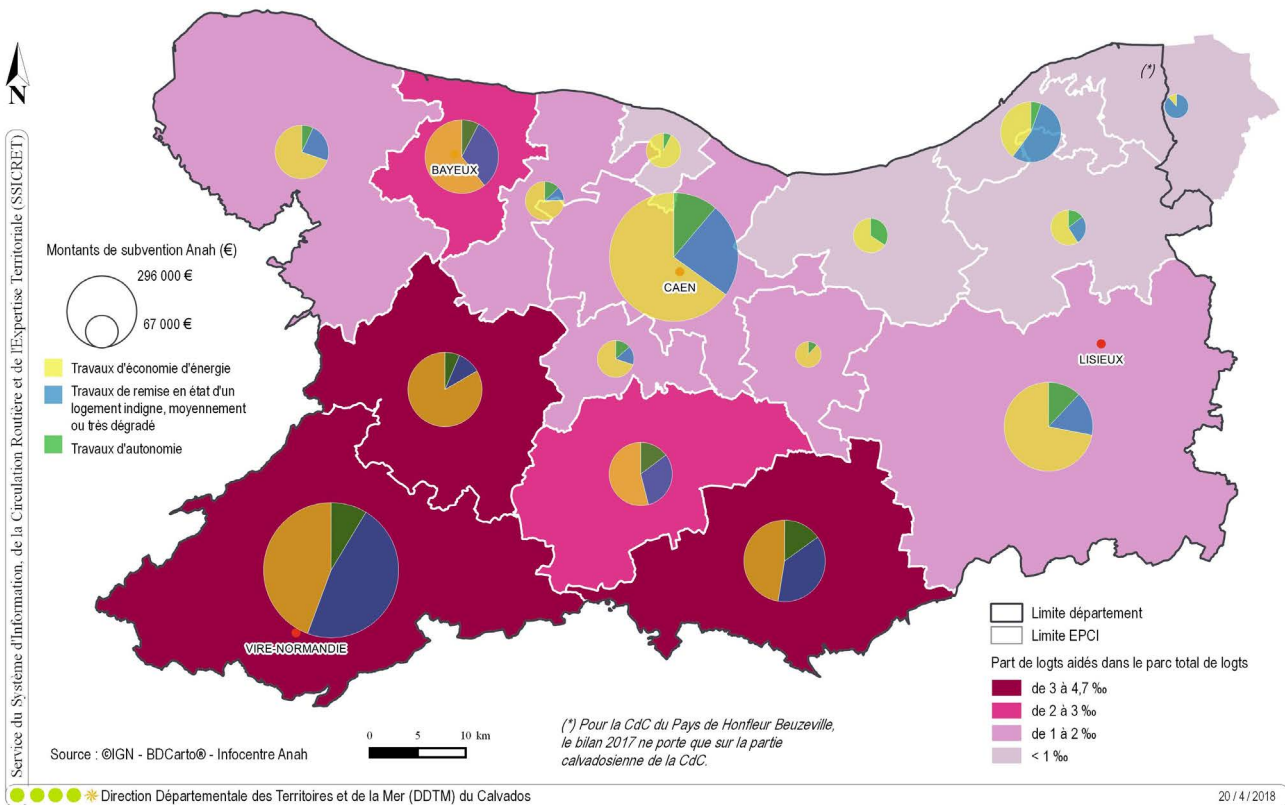 N
(*)
BAYEUX
CAEN
LISIEUX
VIRE-NORMANDIE
Montants de subvention Anah (€)
296 000 €
67 000 €
Travaux d'économie d'énergie
Travaux de remise en état d'un
logement indigne, moyennement
ou trés dégradé
Travaux d'autonomie
Service du Système d'Information, de la Circulation Routière et de l'Expertise Territoriale (SSICRET)
Limite département
Limite EPCI
Part de logts aidés dans le parc total de logts
de 3 à 4,7 ‰
de 2 à 3 ‰
de 1 à 2 ‰
< 1 ‰
(*) Pour la CdC du Pays de Honfleur Beuzeville,
le bilan 2017 ne porte que sur la partie
calvadosienne de la CdC.
0 5 10 km
Source : ©IGN - BDCarto® - Infocentre Anah
Direction Départementale des Territoires et de la Mer (DDTM) du Calvados
20 / 4 / 2018